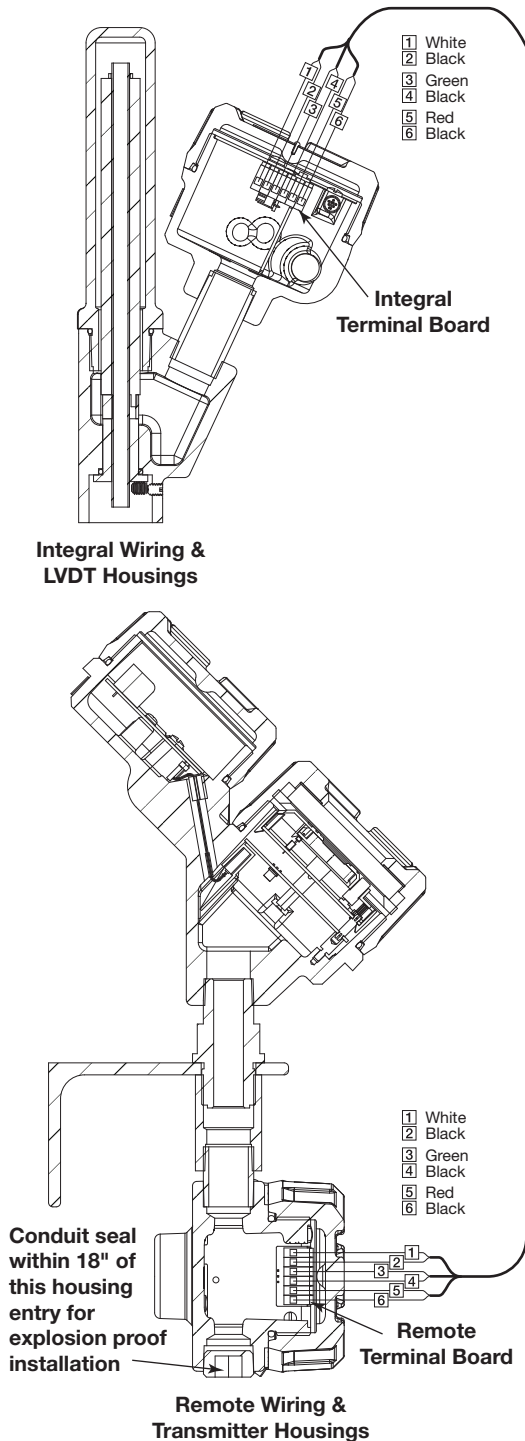 1 White
2 Black
3 Green
4 Black
5 Red
6 Black
1
2
3
4
5
6
Integral
Terminal Board
Integral Wiring &
LVDT Housings
1 White
2 Black
3 Green
4 Black
5 Red
6 Black
1
2
3
4
5
6
Conduit seal
within 18" of
this housing
entry for
explosion proof
installation
Remote
Terminal Board
Remote Wiring &
Transmitter Housings